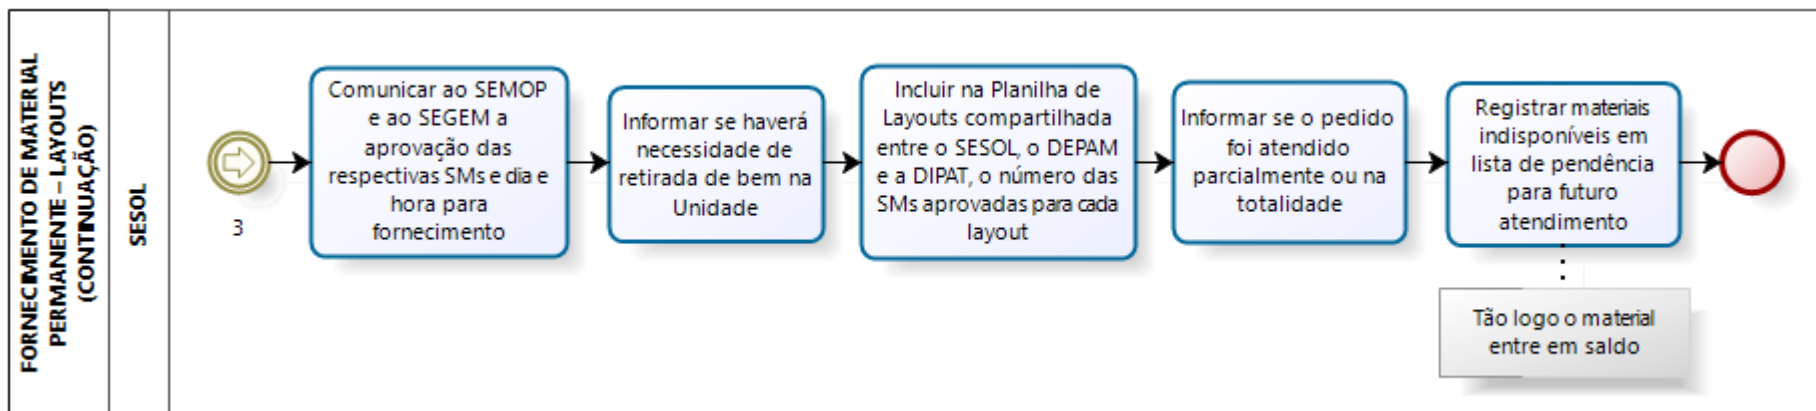 FORNECIMENTO DE MATERIAL
PERMANENTE – LAYOUTS
(CONTINUAÇÃO)
SESOL
3
Comunicar ao SEMOP
e ao SEGEM a
aprovação das
respectivas SMs e dia e
hora para
fornecimento
Informar se haverá
necessidade de
retirada de bem na
Unidade
Incluir na Planilha de
Layouts compartilhada
entre o SESOL, o DEPAM
e a DIPAT, o número das
SMs aprovadas para cada
layout
Informar se o pedido
foi atendido
parcialmente ou na
totalidade
Registrar materiais
indisponíveis em
lista de pendência
para futuro
atendimento
Tão logo o material
entre em saldo